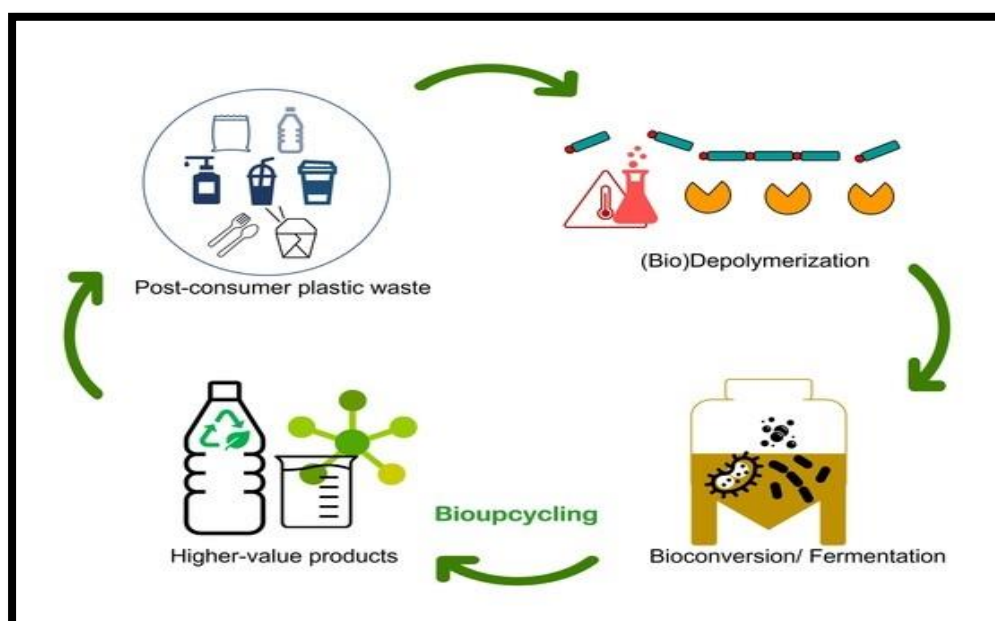 Post-consumer plastic waste
(Bio)Depolymerization
Higher-value products
Bioupcycling
Bioconversion/ Fermentation